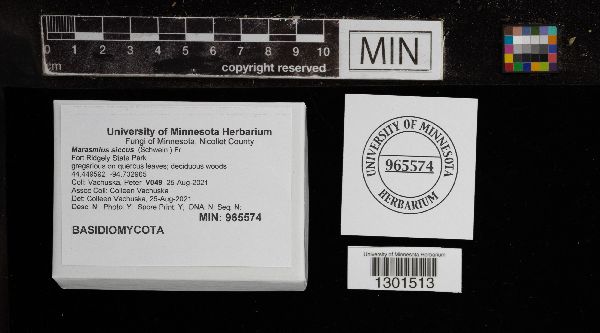 0 1 2 3 4 5 6 7 8 9 10
cm
copyright reserved
MIN
University of Minnesota Herbarium
Fungi of Minnesota, Nicollet County
Marasmius siccus (Schwein.) Fr.
Fort Ridgely State Park
gregarious on quercus leaves; deciduous woods
44.449592, -94.732965
Coll: Vachuska, Peter V049 25-Aug-2021
Assoc Coll: Colleen Vachuska
Det: Colleen Vachuska, 25-Aug-2021
Desc: N Photo: Y Spore Print: Y, DNA: N Seq: N:
MIN: 965574
BASIDIOMYCOTA
UNIVERSITY OF MINNESOTA
965574
HERBARIUM
University of Minnesota Herbarium
1301513